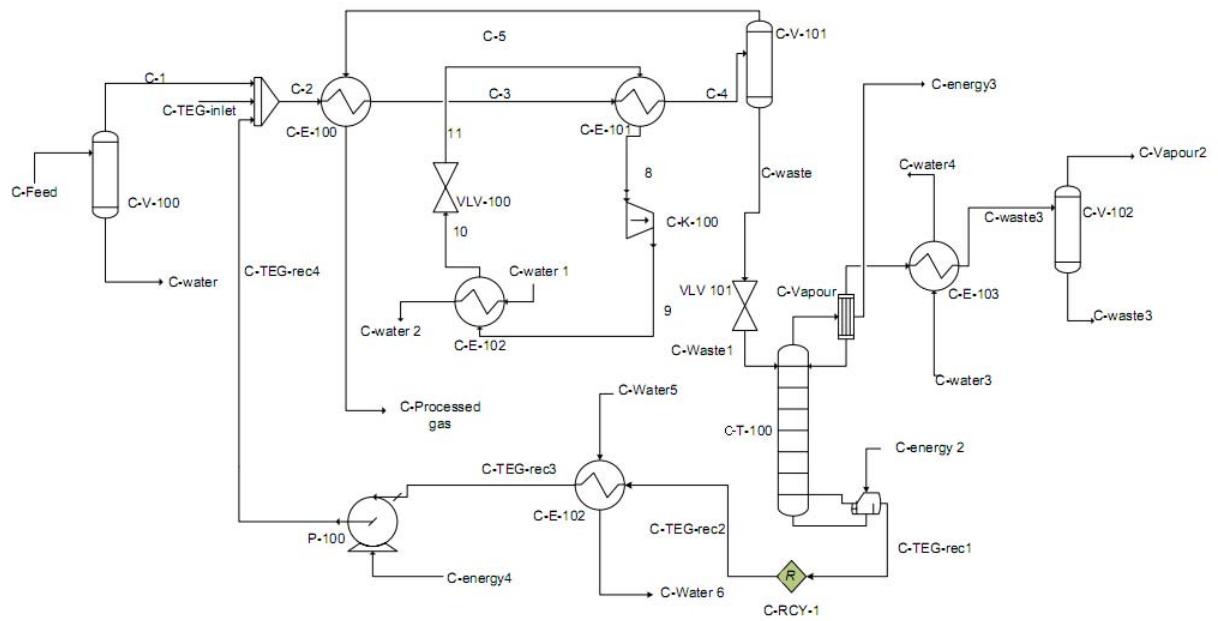 C-5
C-V-101
C-1
C-2
C-3
C-4
C-energy3
C-TEG-inlet
C-E-100
C-E-101
11
8
C-waste
C-water4
C-Vapour2
C-Feed
C-V-100
VLV-100
C-K-100
C-waste3
C-V-102
10
C-TEG-rec4
C-water 1
C-water
VLV 101
C-Vapour
C-E-103
9
C-water 2
C-E-102
C-waste3
C-Waste1
C-water3
C-Processed
gas
C-Water5
C-T-100
C-energy 2
C-TEG-rec3
C-E-102
C-TEG-rec2
P-100
C-TEG-rec1
C-energy4
R
C-Water 6
C-RCY-1